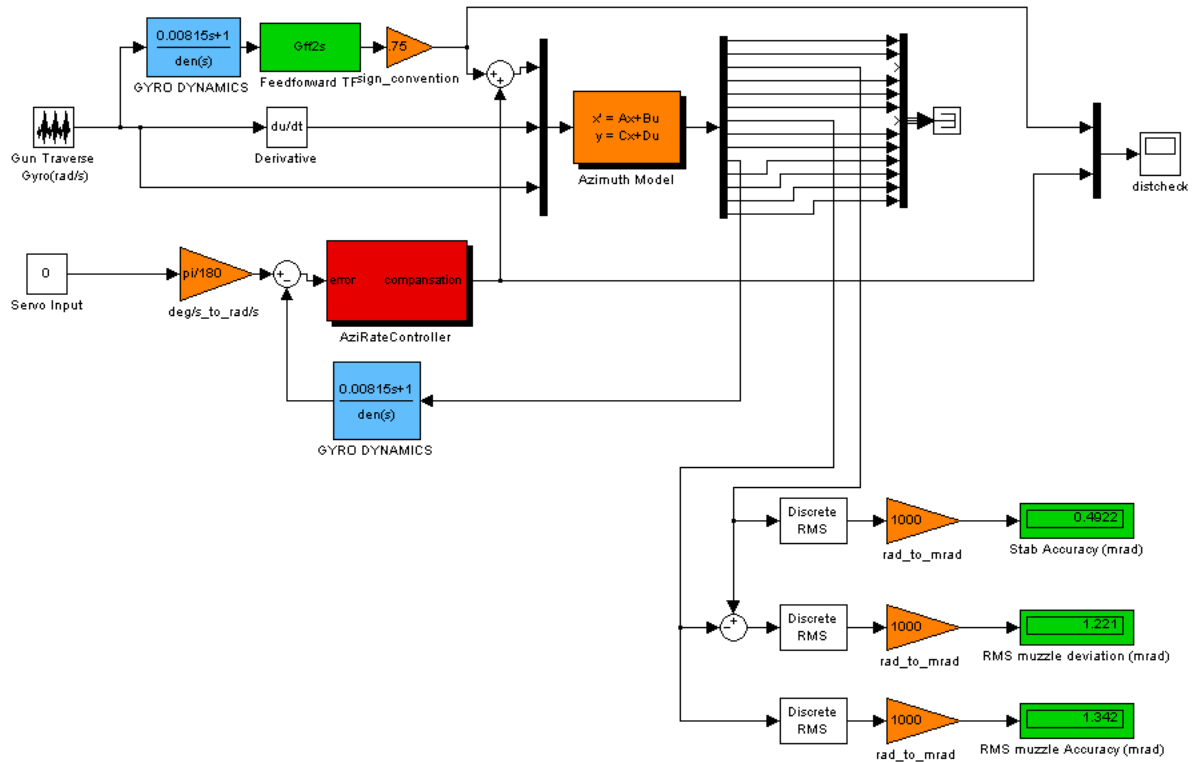 0.00815s+1
den(s)
GYRO DYNAMICS
Gff2s
Feedforward TF
.75
sign_convention
+
+
Gun Traverse
Gyro(rad/s)
du/dt
Derivative
x' = Ax+Bu
y = Cx+Du
Azimuth Model
distcheck
0
Servo Input
pi/180
deg/s_to_rad/s
+
−
error
compansation
AziRateController
0.00815s+1
den(s)
GYRO DYNAMICS
Discrete
RMS
1000
rad_to_mrad
0.4922
Stab Accuracy (mrad)
−
+
Discrete
RMS
1000
rad_to_mrad
1.221
RMS muzzle deviation (mrad)
Discrete
RMS
1000
rad_to_mrad
1.342
RMS muzzle Accuracy (mrad)